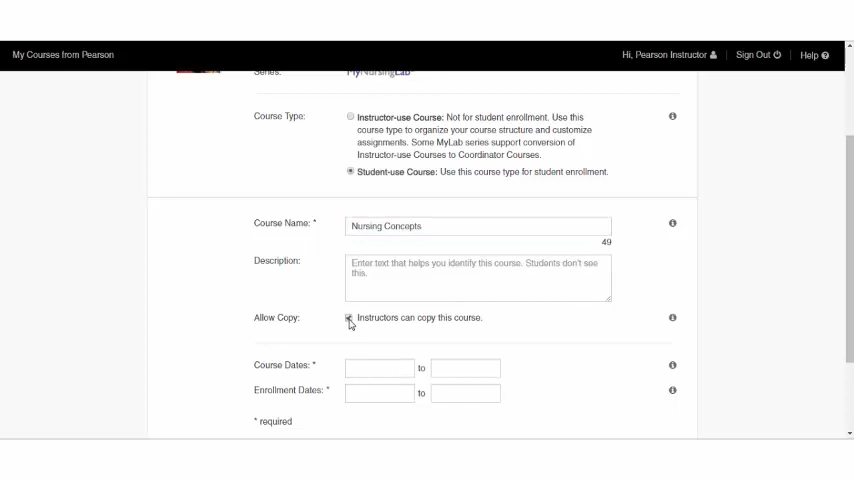 My Courses from Pearson
Hi, Pearson Instructor
Sign Out
Help
Series:
MyNursingLab
Course Type:
Instructor-use Course: Not for student enrollment. Use this
course type to organize your course structure and customize
assignments. Some MyLab series support conversion of
Instructor-use Courses to Coordinator Courses.
Student-use Course: Use this course type for student enrollment.
Course Name: *
Nursing Concepts
49
Description:
Enter text that helps you identify this course. Students don't see
this.
Allow Copy:
Instructors can copy this course.
Course Dates: *
to
Enrollment Dates: *
to
* required